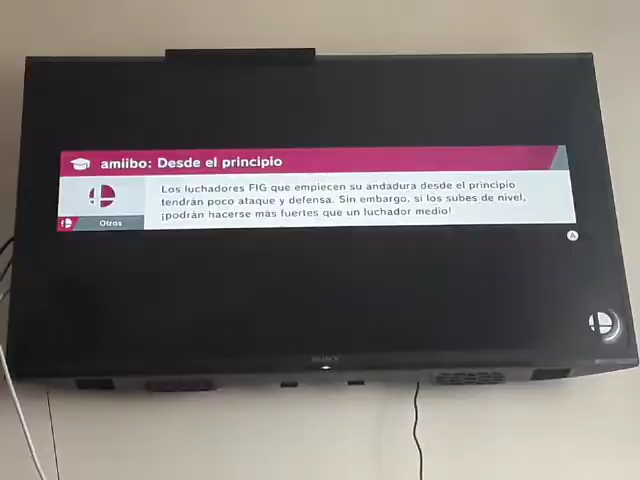 amiibo: Desde el principio
Los luchadores FIG que empiecen su andadura desde el principio
tendrán poco ataque y defensa. Sin embargo, si los subes de nivel,
¡podrán hacerse más fuertes que un luchador medio!
Otros
A
SONY